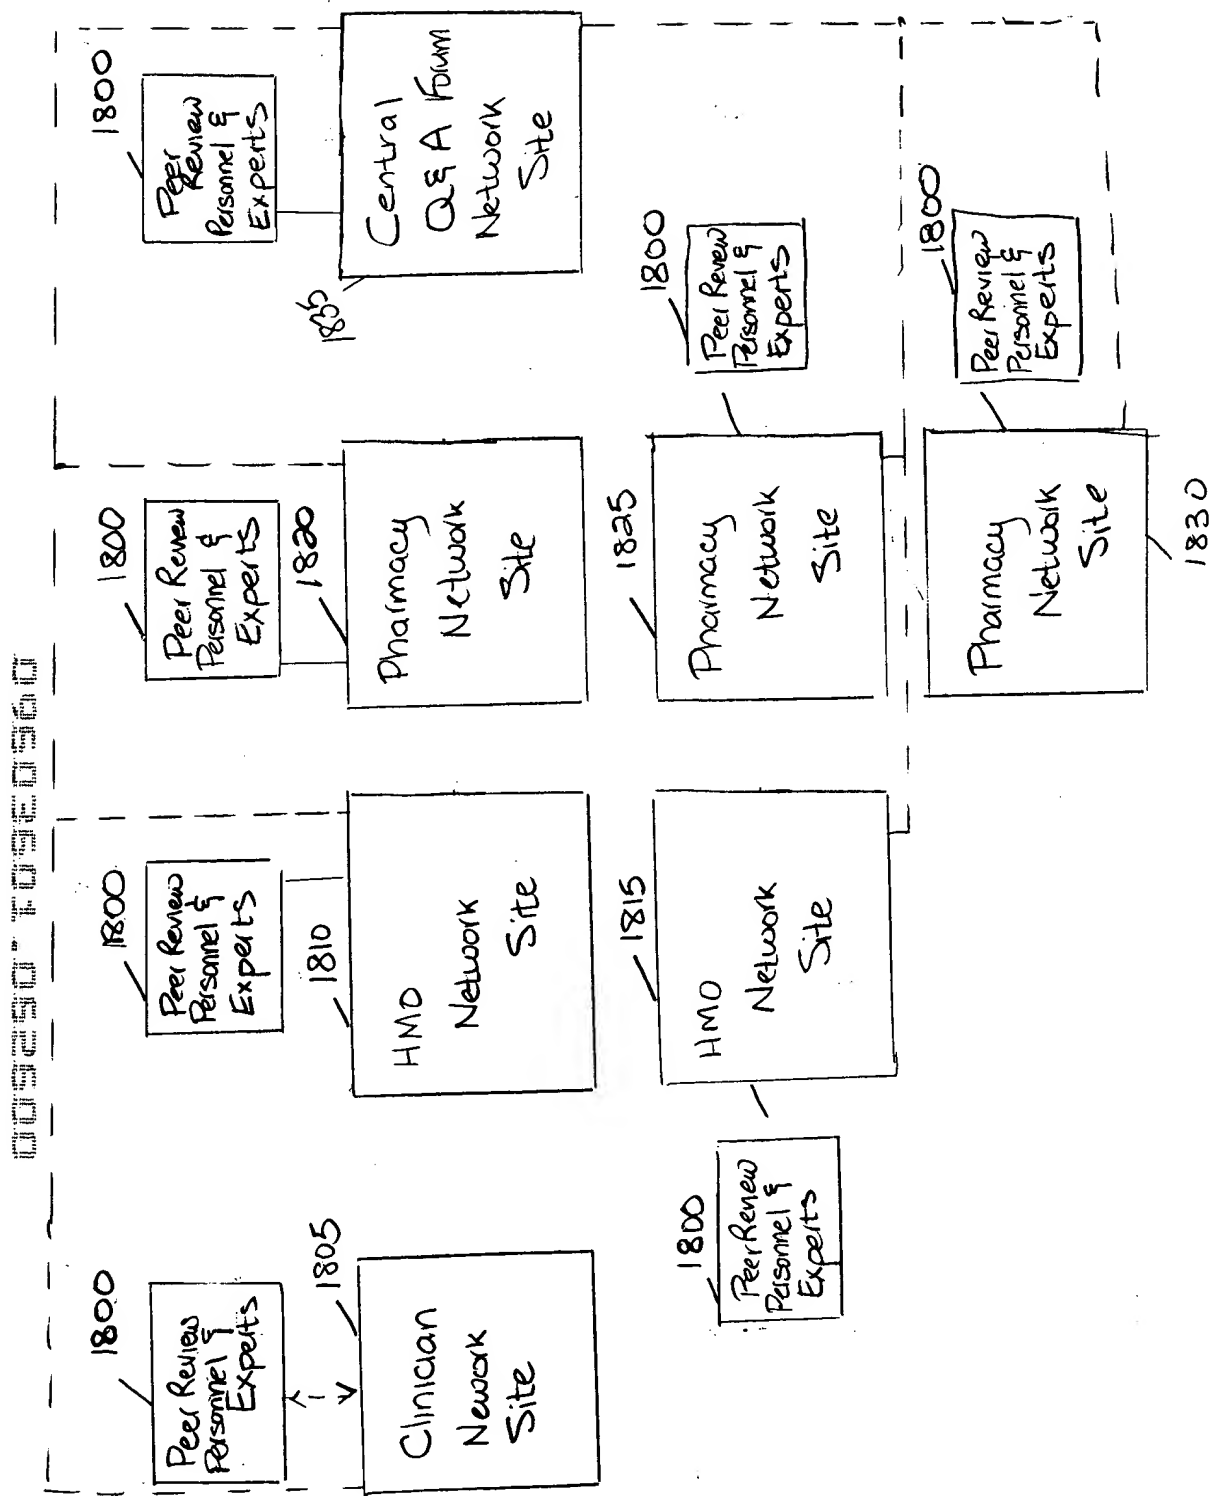 1800
Peer Review
Personnel &
Experts
1805
Clinician
Nework
Site
1800
Peer Review
Personnel &
Experts
1810
HMO
Network
Site
1800
Peer Review
Personnel &
Experts
1820
Pharmacy
Network
Site
1800
Peer
Review
Personnel &
Experts
1835
Central
Q & A Forum
Network
Site
1800
Peer Review
Personnel &
Experts
1815
HMO
Network
Site
1825
Pharmacy
Network
Site
1800
Peer Review
Personnel &
Experts
Pharmacy
Network
Site
1830
1800
Peer Review
Personnel &
Experts